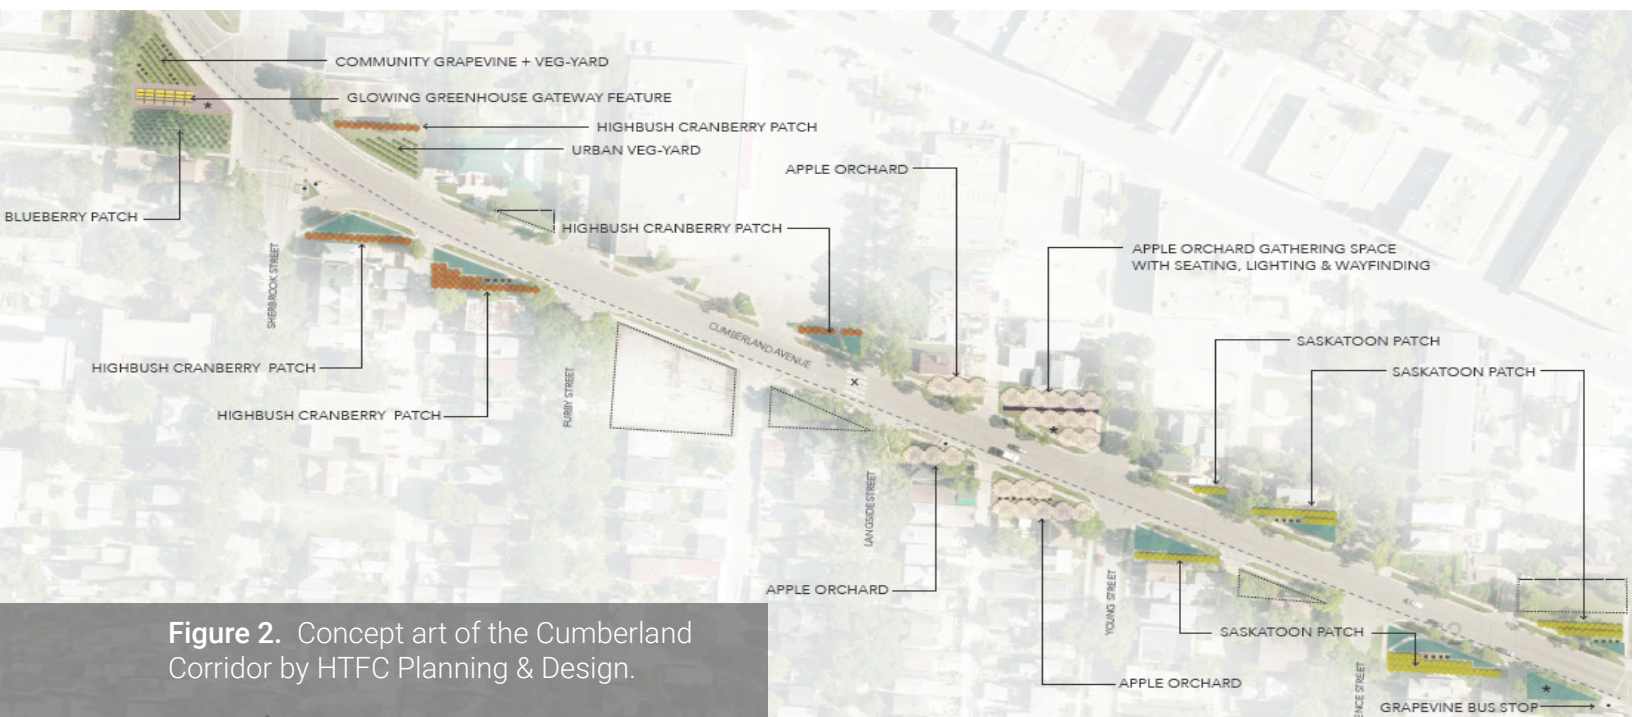 COMMUNITY GRAPEVINE + VEG-YARD
GLOWING GREENHOUSE GATEWAY FEATURE
HIGHBUSH CRANBERRY PATCH
URBAN VEG-YARD
APPLE ORCHARD
BLUEBERRY PATCH
HIGHBUSH CRANBERRY PATCH
APPLE ORCHARD GATHERING SPACE
WITH SEATING, LIGHTING & WAYFINDING
SHERBROOK STREET
CUMBERLAND AVENUE
SASKATOON PATCH
HIGHBUSH CRANBERRY PATCH
SASKATOON PATCH
FURBY STREET
HIGHBUSH CRANBERRY PATCH
LANGSIDE STREET
APPLE ORCHARD
YOUNG STREET
SASKATOON PATCH
APPLE ORCHARD
ENCE STREET
GRAPEVINE BUS STOP
Figure 2. Concept art of the Cumberland
Corridor by HTFC Planning & Design.